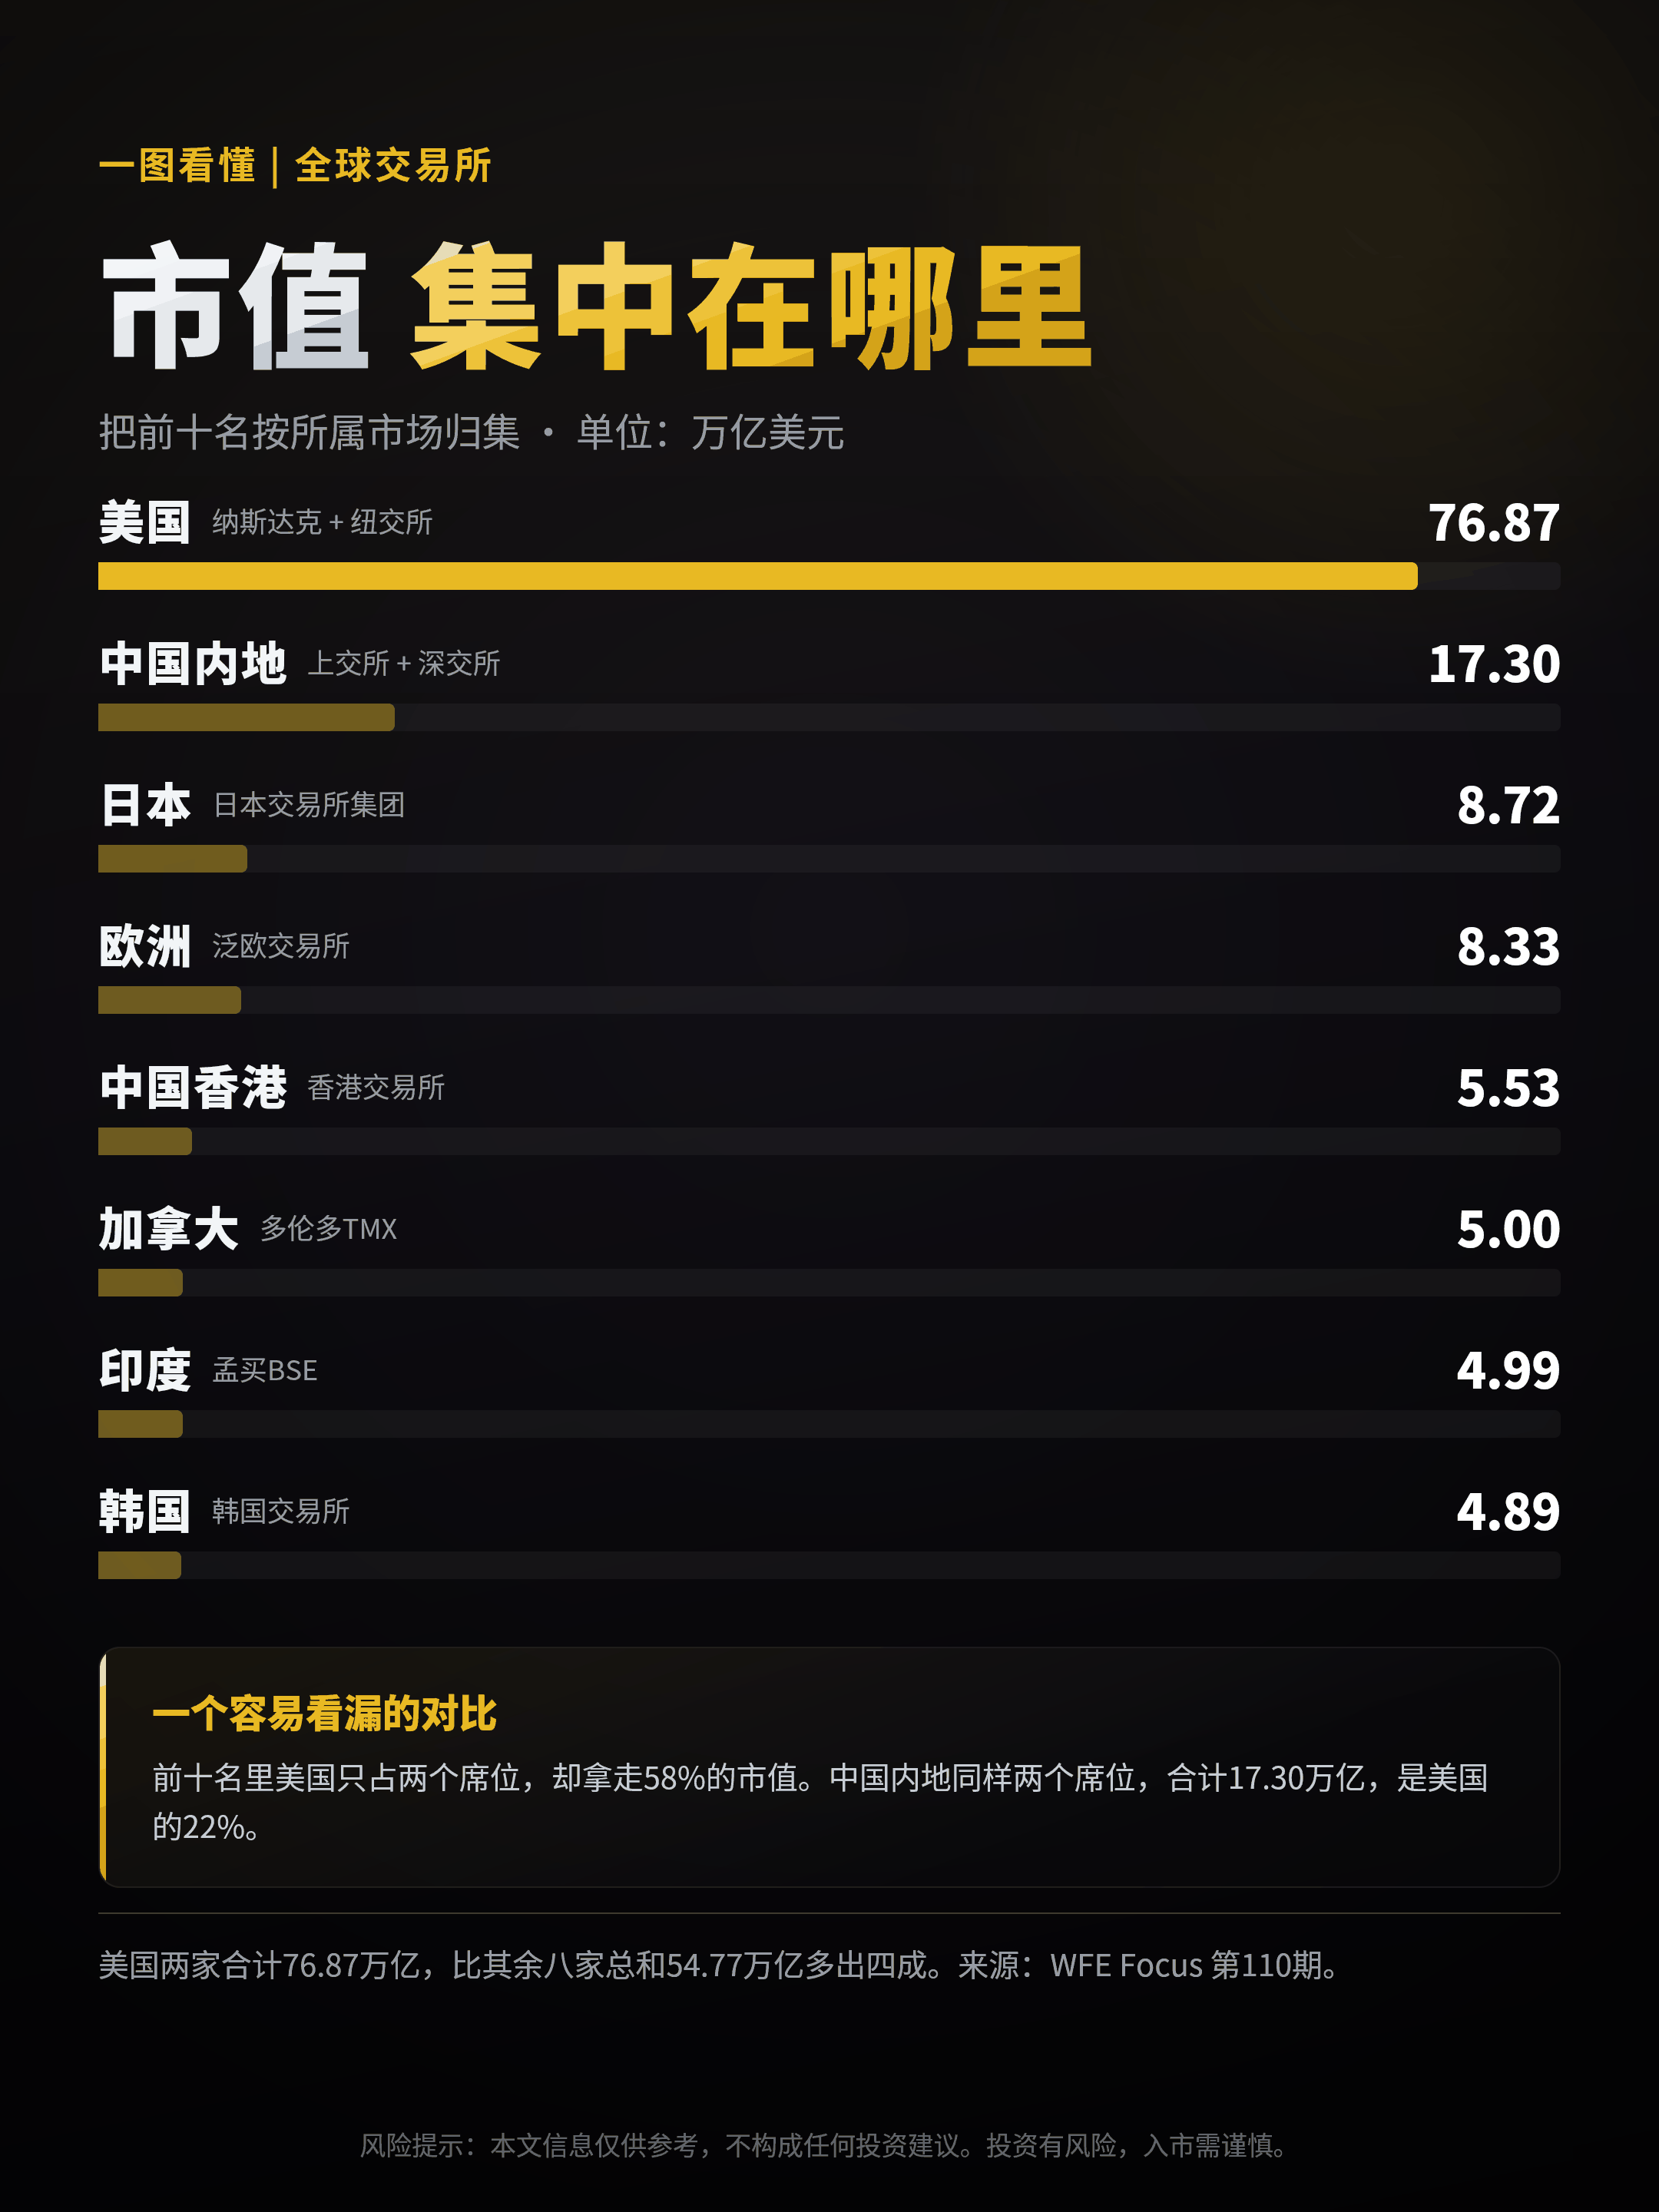 一图看懂 | 全球交易所
市值 集中在哪里
把前十名按所属市场归集 · 单位：万亿美元
美国 纳斯达克 + 纽交所 76.87
中国内地 上交所 + 深交所 17.30
日本 日本交易所集团 8.72
欧洲 泛欧交易所 8.33
中国香港 香港交易所 5.53
加拿大 多伦多TMX 5.00
印度 孟买BSE 4.99
韩国 韩国交易所 4.89
一个容易看漏的对比
前十名里美国只占两个席位，却拿走58%的市值。中国内地同样两个席位，合计17.30万亿，是美国
的22%。
美国两家合计76.87万亿，比其余八家总和54.77万亿多出四成。来源：WFE Focus 第110期。
风险提示：本文信息仅供参考，不构成任何投资建议。投资有风险，入市需谨慎。